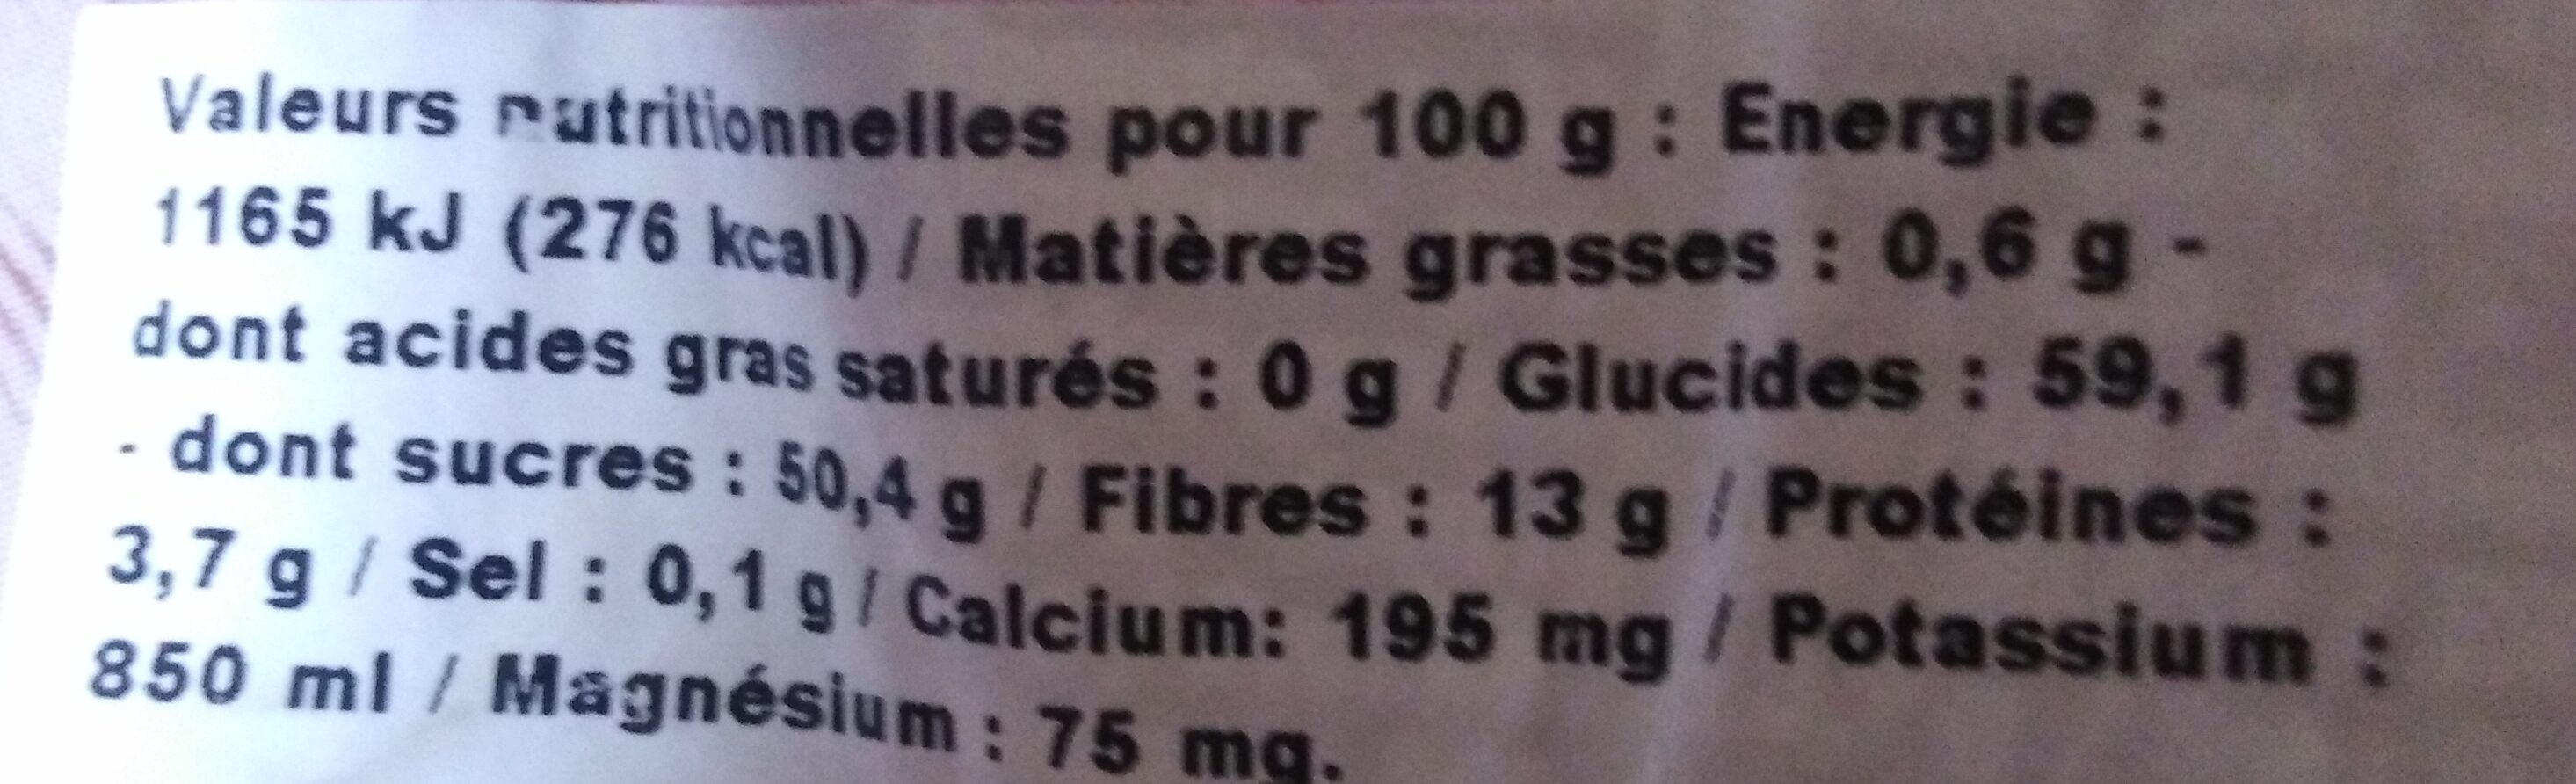 Valeurs nutritionnelles pour 100 g : Energie :
1165 kJ (276 kcal) / Matières grasses : 0,6 g -
dont acides gras saturés : 0 g / Glucides : 59,1 g
- dont sucres : 50,4 g / Fibres : 13 g / Protéines :
3,7 g / Sel : 0,1 g / Calcium: 195 mg / Potassium :
850 ml / Magnésium : 75 mg.